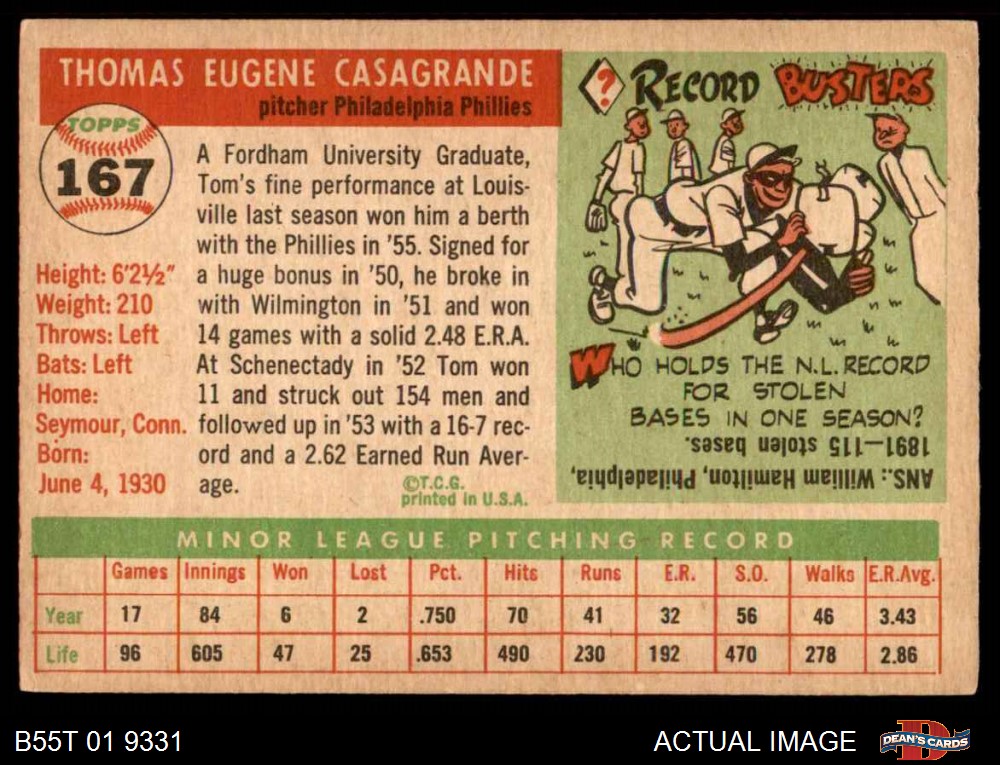 THOMAS EUGENE CASAGRANDE
pitcher Philadelphia Phillies
TOPPS
167
Height: 6'2½"
Weight: 210
Throws: Left
Bats: Left
Home:
Seymour, Conn.
Born:
June 4, 1930
A Fordham University Graduate,
Tom's fine performance at Louis-
ville last season won him a berth
with the Phillies in '55. Signed for
a huge bonus in '50, he broke in
with Wilmington in '51 and won
14 games with a solid 2.48 E.R.A.
At Schenectady in '52 Tom won
11 and struck out 154 men and
followed up in '53 with a 16-7 rec-
ord and a 2.62 Earned Run Aver-
age.
©T.C.G.
printed in U.S.A.
? RECORD BUSTERS
WHO HOLDS THE N.L. RECORD
FOR STOLEN
BASES IN ONE SEASON?
ANS.: William Hamilton, Philadelphia,
1891—115 stolen bases.
MINOR LEAGUE PITCHING RECORD
Games Innings Won Lost Pct. Hits Runs E.R. S.O. Walks E.R.Avg.
Year 17 84 6 2 .750 70 41 32 56 46 3.43
Life 96 605 47 25 .653 490 230 192 470 278 2.86
B55T 01 9331
ACTUAL IMAGE
D
DEAN'S CARDS